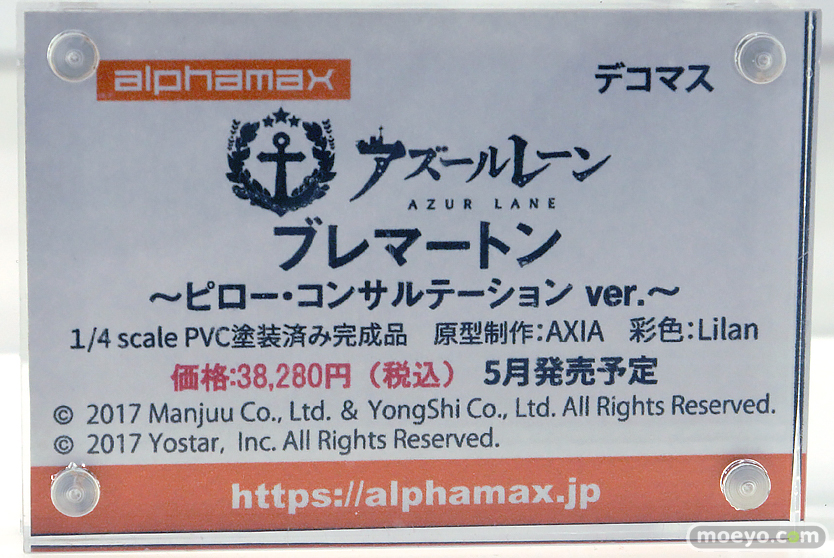 alphamax
デコマス
アズールレーン
AZUR LANE
ブレマートン
～ピロー・コンサルテーション ver.～
1/4 scale PVC塗装済み完成品 原型制作：AXIA 彩色：Lilan
価格:38,280円（税込） 5月発売予定
© 2017 Manjuu Co., Ltd. & YongShi Co., Ltd. All Rights Reserved.
© 2017 Yostar, Inc. All Rights Reserved.
https://alphamax.jp
moeyo.com